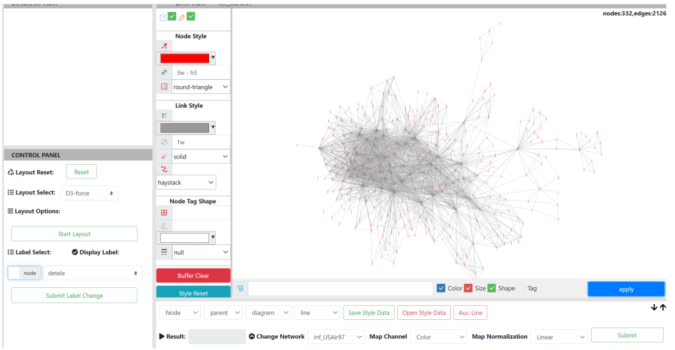 nodes:332,edges:2126
Node Style
3w - h3
round-triangle
Link Style
1w
solid
haystack
Node Tag Shape
null
Buffer Clear
Style Reset
CONTROL PANEL
Layout Reset: Reset
Layout Select: D3-force
Layout Options:
Start Layout
Label Select: Display Label:
node detele
Submit Label Change
Color Size Shape Tag apply
Node parent diagram line Save Style Data Open Style Data Auc-Line
Result: Change Network Inf_USAir97 Map Channel Color Map Normalization Linear Submit